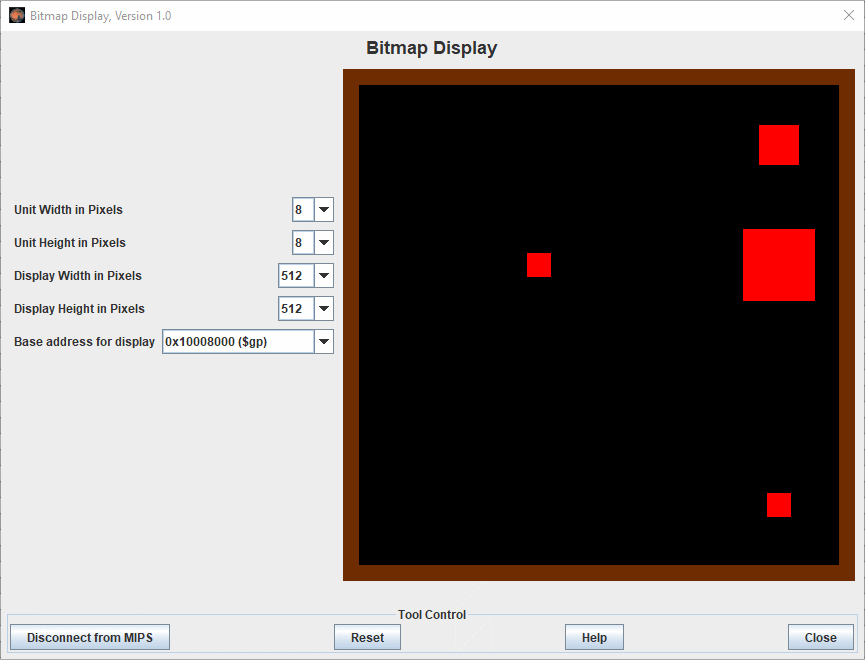 Bitmap Display, Version 1.0
Bitmap Display
Unit Width in Pixels 8
Unit Height in Pixels 8
Display Width in Pixels 512
Display Height in Pixels 512
Base address for display 0x10008000 ($gp)
Tool Control
Disconnect from MIPS Reset Help Close